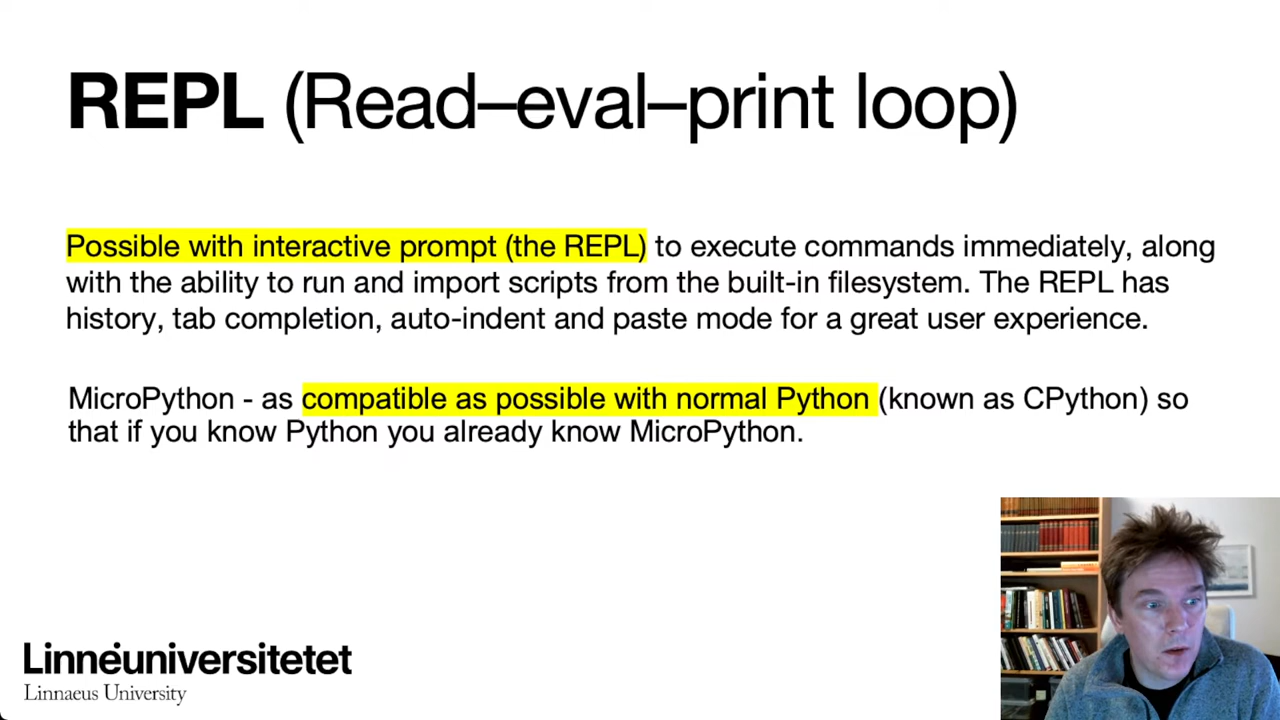 REPL (Read–eval–print loop)
Possible with interactive prompt (the REPL) to execute commands immediately, along
with the ability to run and import scripts from the built-in filesystem. The REPL has
history, tab completion, auto-indent and paste mode for a great user experience.
MicroPython - as compatible as possible with normal Python (known as CPython) so
that if you know Python you already know MicroPython.
Linnéuniversitetet
Linnaeus University